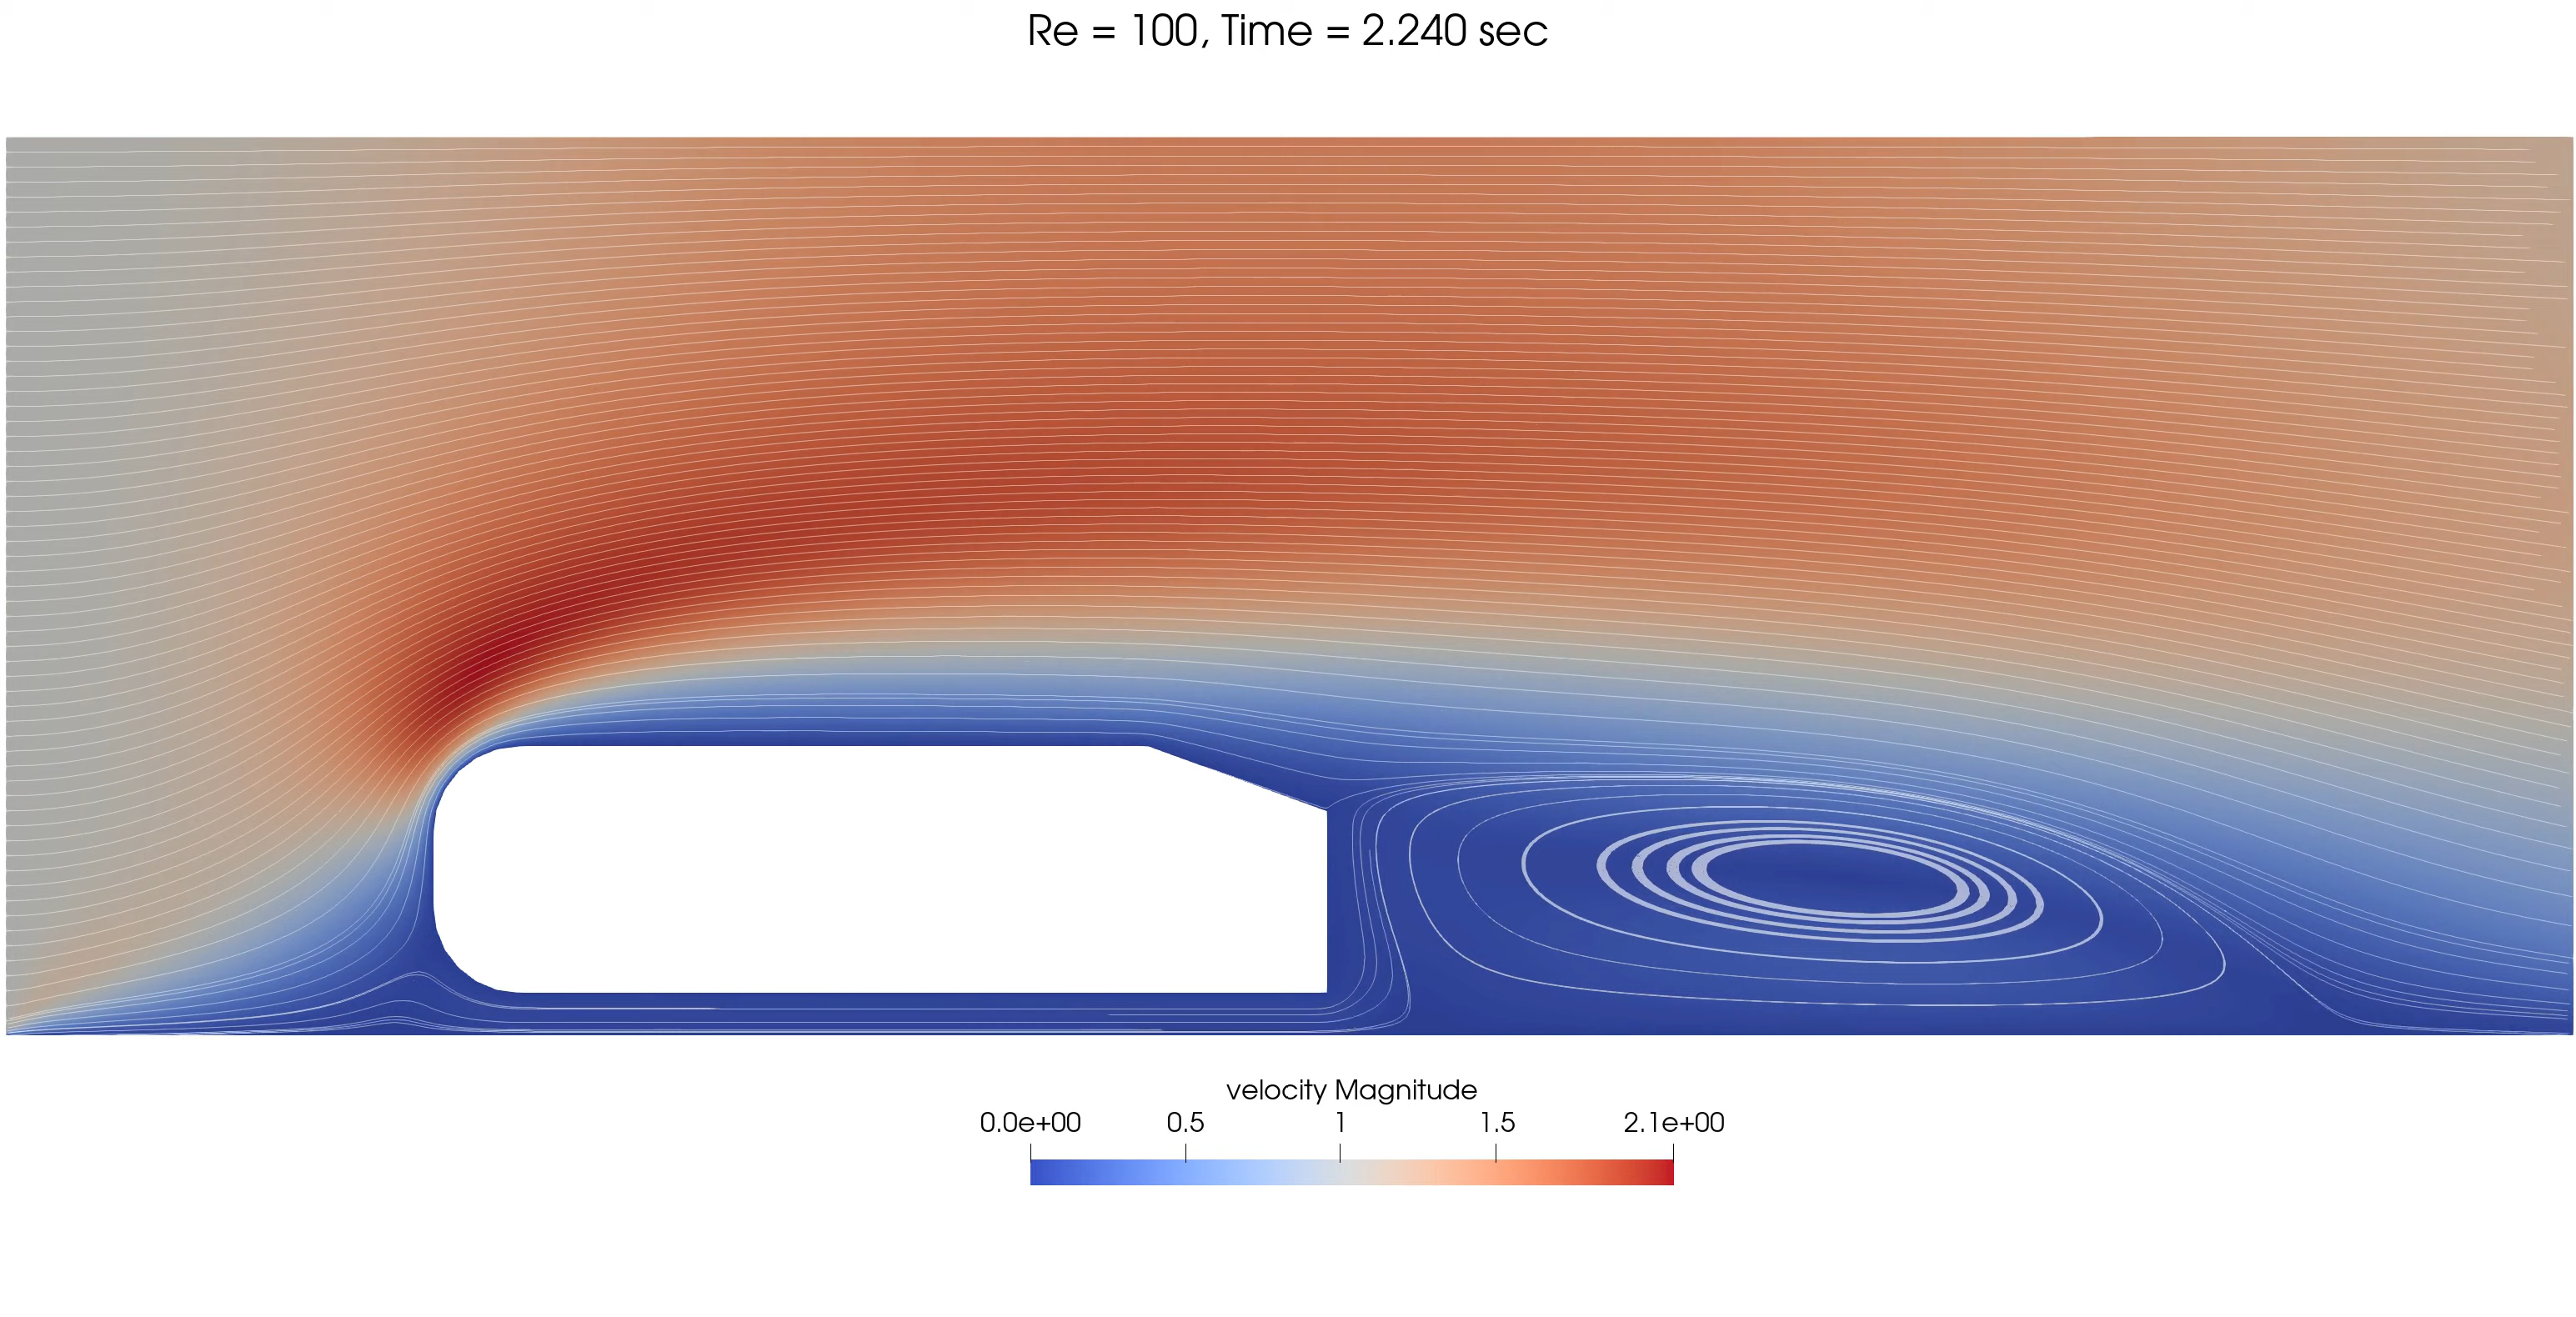 Re = 100, Time = 2.240 sec
velocity Magnitude
0.0e+00 0.5 1 1.5 2.1e+00